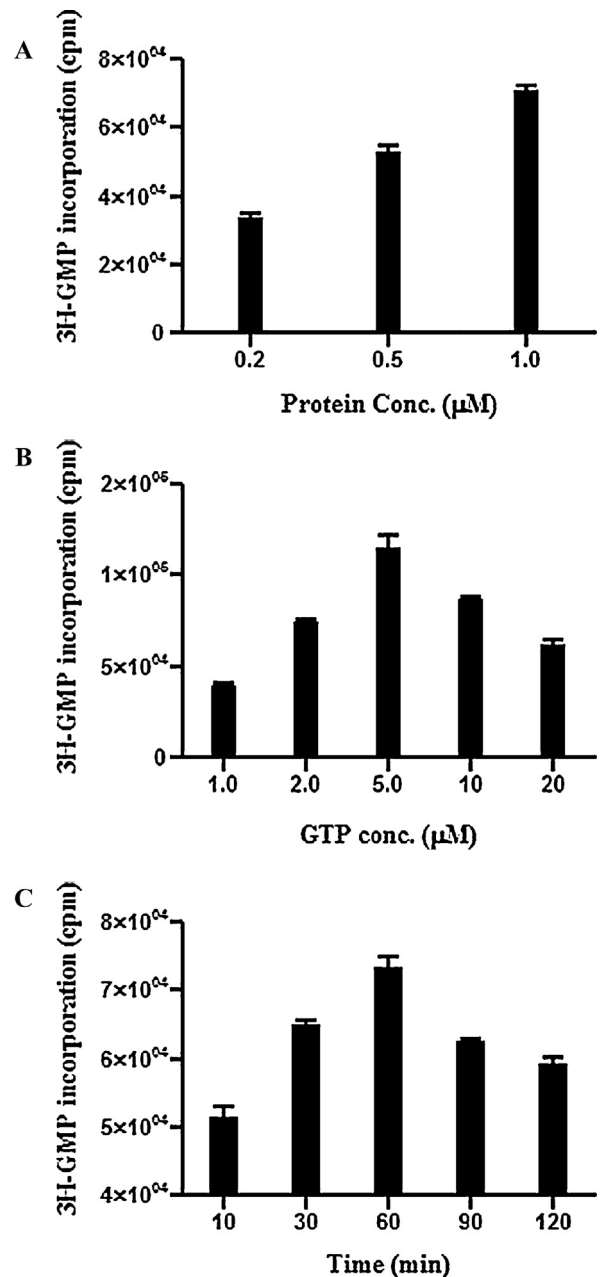 A
3H-GMP incorporation (cpm)
8×10⁰⁴
6×10⁰⁴
4×10⁰⁴
2×10⁰⁴
0
0.2 0.5 1.0
Protein Conc. (µM)
B
3H-GMP incorporation (cpm)
2×10⁰⁵
1×10⁰⁵
5×10⁰⁴
0
1.0 2.0 5.0 10 20
GTP conc. (µM)
C
3H-GMP incorporation (cpm)
8×10⁰⁴
7×10⁰⁴
6×10⁰⁴
5×10⁰⁴
4×10⁰⁴
10 30 60 90 120
Time (min)